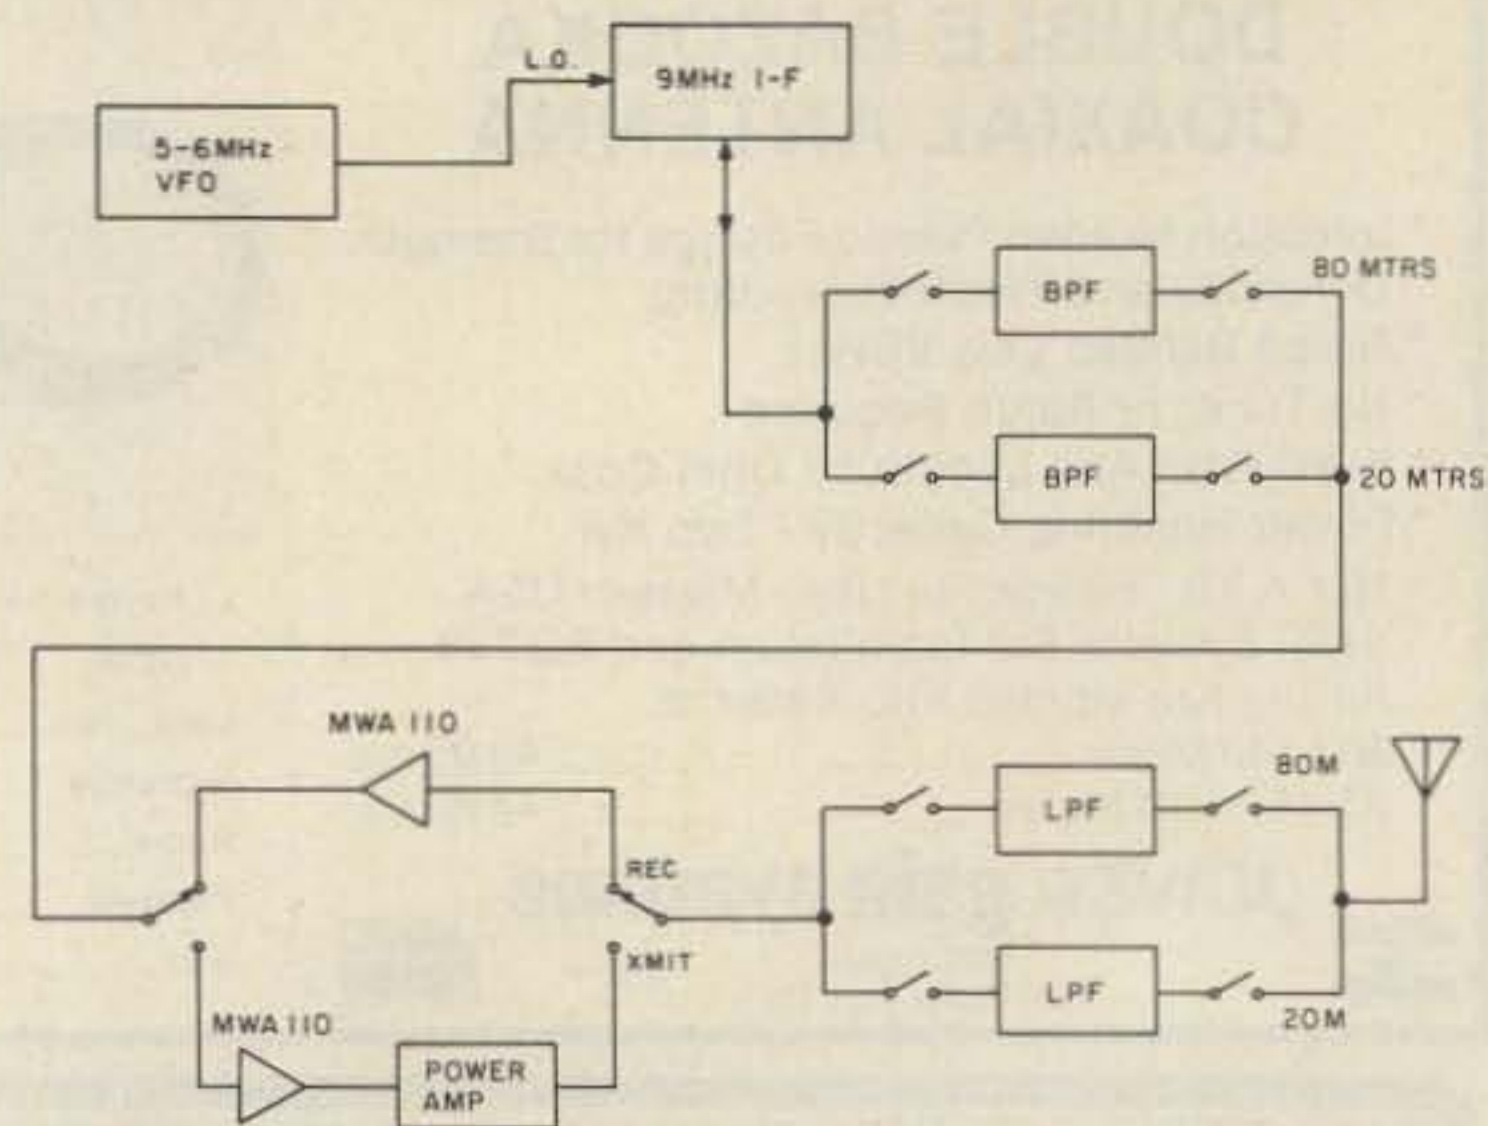 L.O.
9MHz I-F
5-6MHz
VFO
BPF
80 MTRS
BPF
20 MTRS
MWA 110
REC
XMIT
MWA 110
POWER
AMP
LPF
80M
LPF
20M